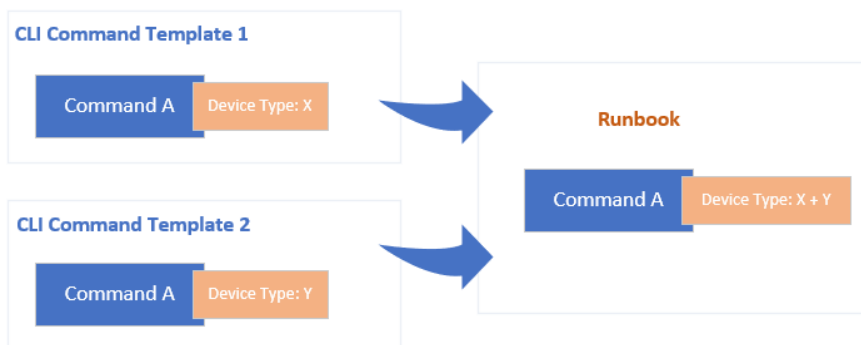 CLI Command Template 1
Command A
Device Type: X
Runbook
Command A
Device Type: X + Y
CLI Command Template 2
Command A
Device Type: Y